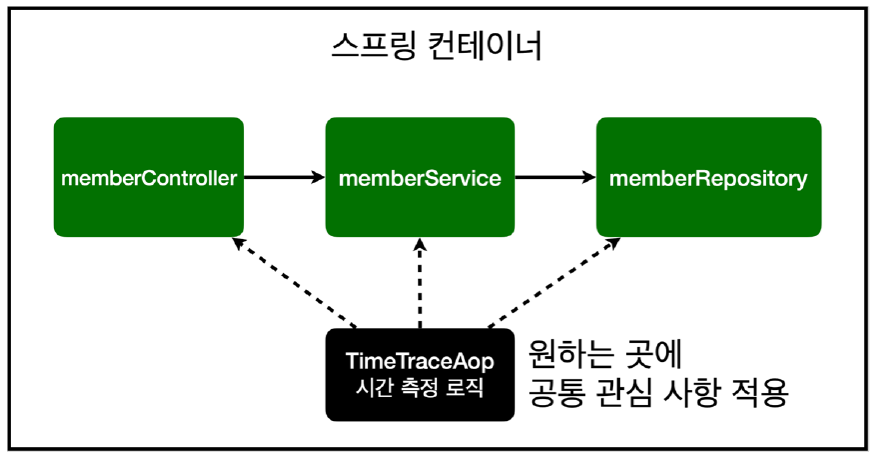 스프링 컨테이너
memberController
memberService
memberRepository
TimeTraceAop
시간 측정 로직
원하는 곳에
공통 관심 사항 적용